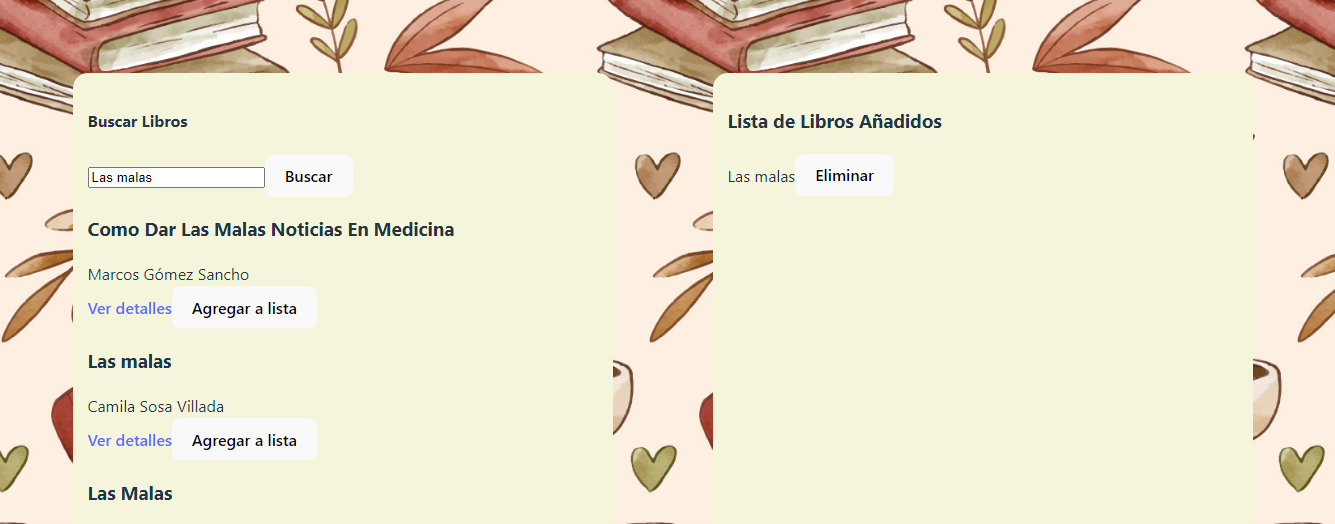 Buscar Libros
Las malas Buscar
Como Dar Las Malas Noticias En Medicina
Marcos Gómez Sancho
Ver detalles Agregar a lista
Las malas
Camila Sosa Villada
Ver detalles Agregar a lista
Las Malas
Lista de Libros Añadidos
Las malas Eliminar